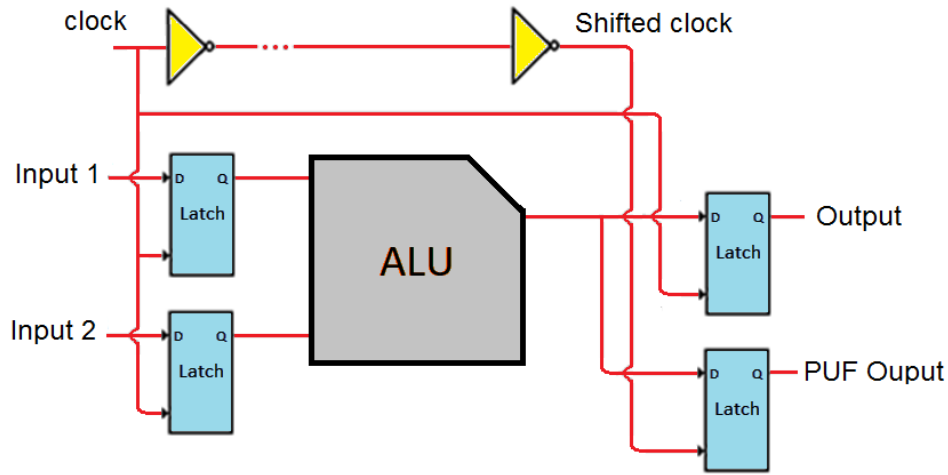 clock
Shifted clock
Input 1
D Q
Latch
ALU
D Q
Latch
Output
Input 2
D Q
Latch
D Q
Latch
PUF Ouput